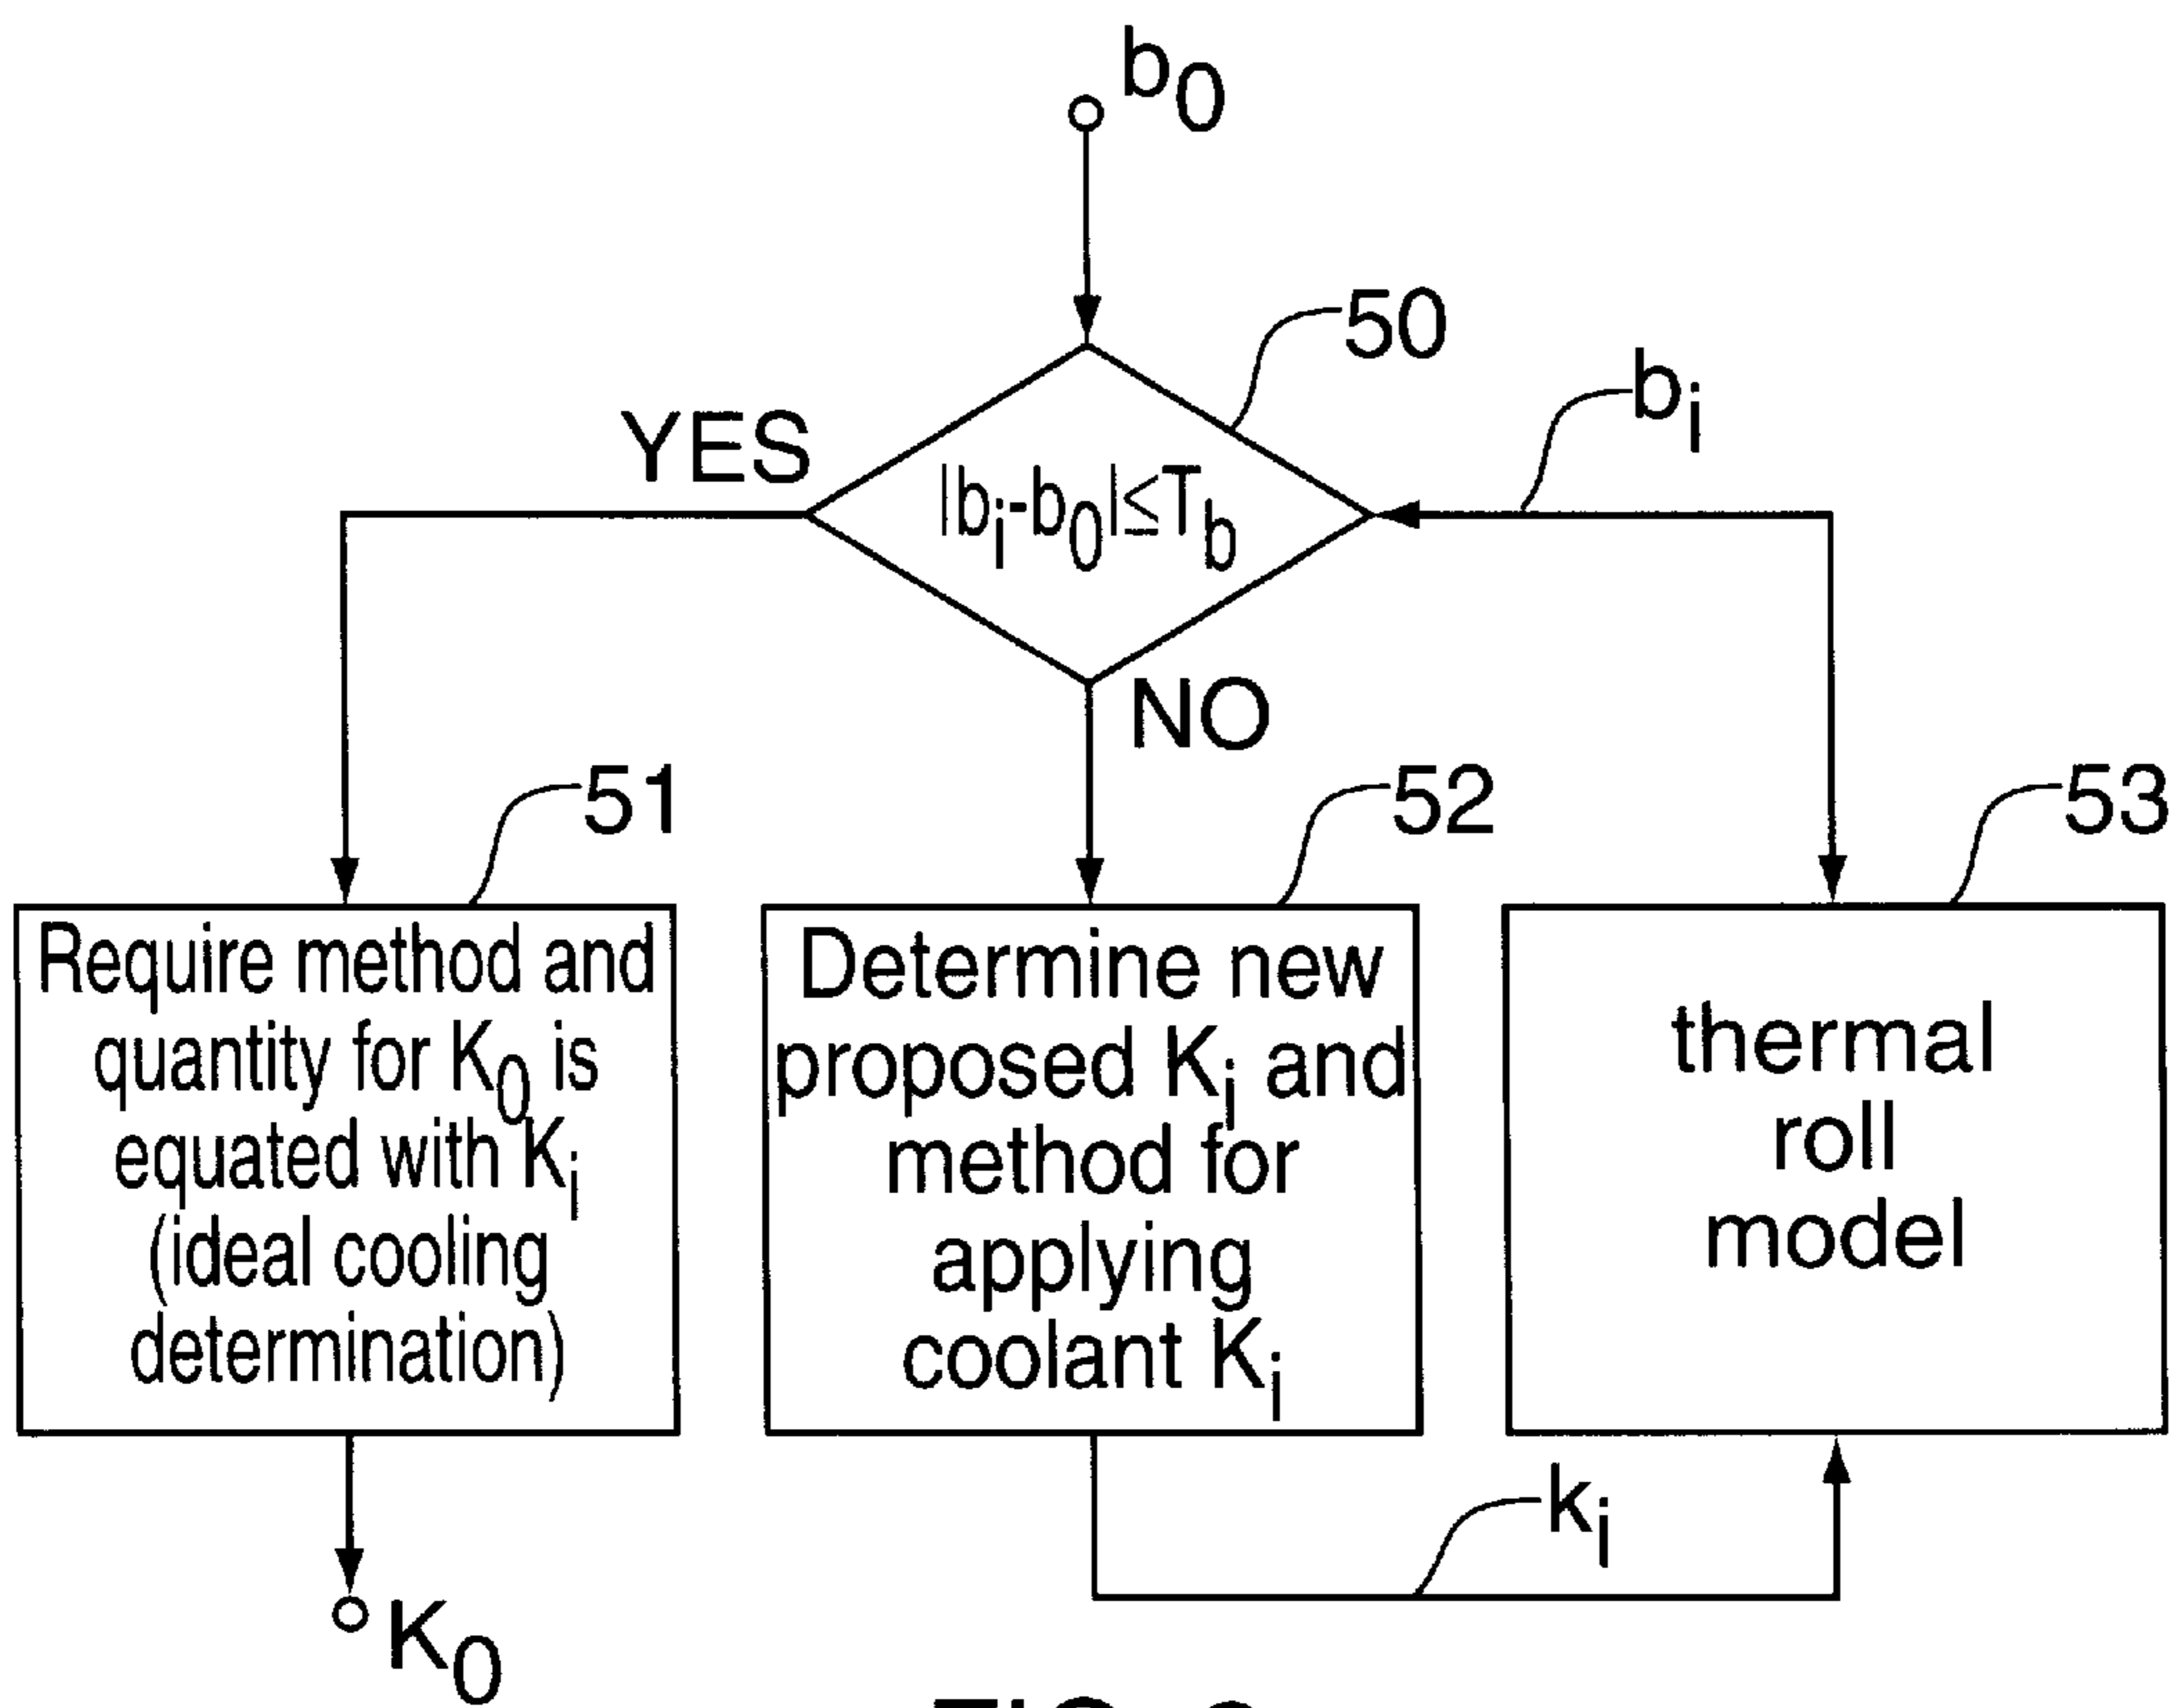 b0
50
bi
YES
|bi-b0|≤Tb
NO
51
52
53
Require method and
quantity for K0 is
equated with Ki
(ideal cooling
determination)
Determine new
proposed Ki and
method for
applying
coolant Ki
thermal
roll
model
ki
K0